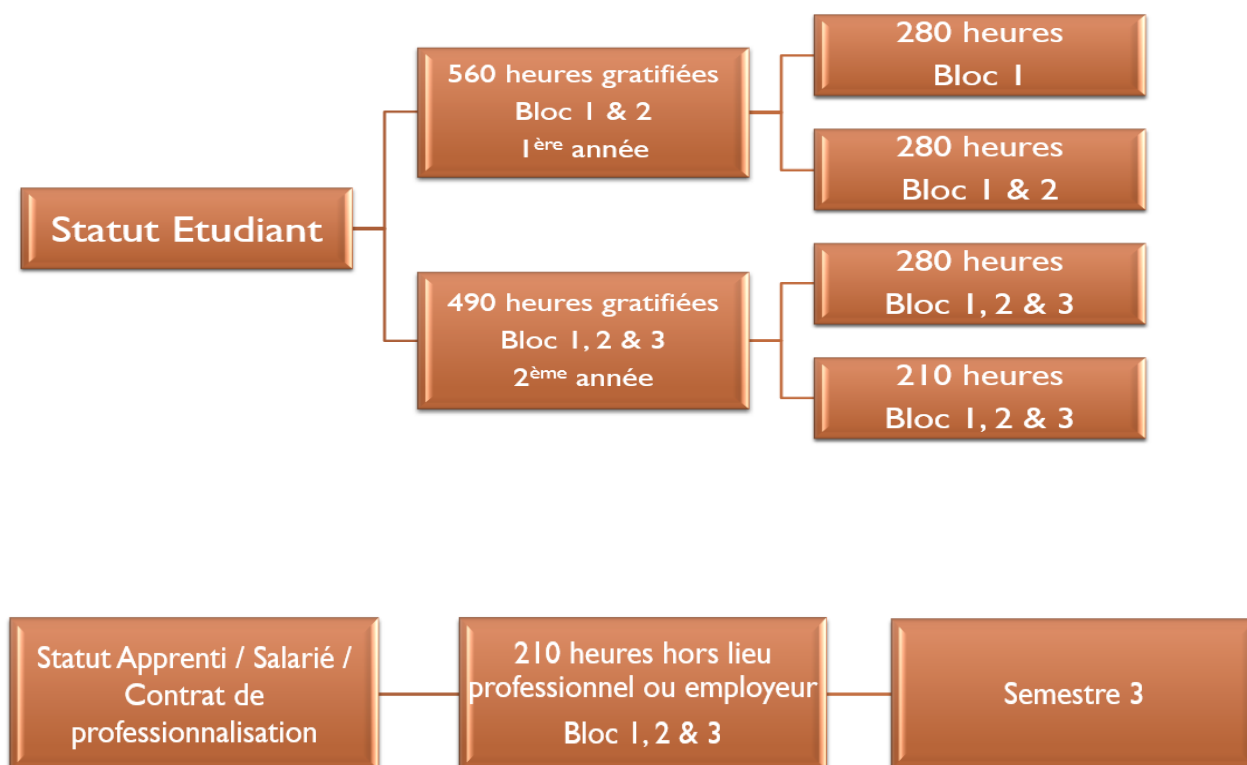 Statut Etudiant
560 heures gratifiées
Bloc 1 & 2
1ère année
280 heures
Bloc 1
280 heures
Bloc 1 & 2
490 heures gratifiées
Bloc 1, 2 & 3
2ème année
280 heures
Bloc 1, 2 & 3
210 heures
Bloc 1, 2 & 3
Statut Apprenti / Salarié /
Contrat de
professionnalisation
210 heures hors lieu
professionnel ou employeur
Bloc 1, 2 & 3
Semestre 3